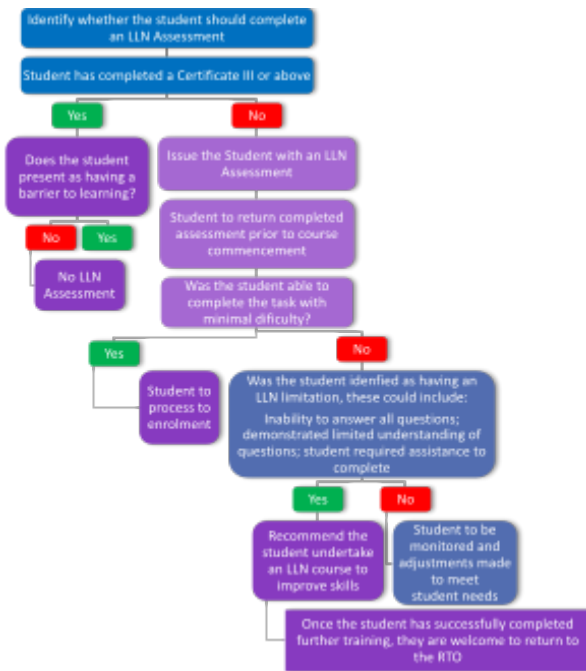 Identify whether the student should complete
an LLN Assessment
Student has completed a Certificate III or above
Yes
No
Does the student
present as having a
barrier to learning?
Issue the Student with an LLN
Assessment
Student to return completed
assessment prior to course
commencement
No
Yes
No LLN
Assessment
Was the student able to
complete the task with
minimal dificulty?
Yes
No
Student to
process to
enrolment
Was the student idenfied as having an
LLN limitation, these could include:
Inability to answer all questions;
demonstrated limited understanding of
questions; student required assistance to
complete
Yes
No
Recommend the
student undertake
an LLN course to
improve skills
Student to be
monitored and
adjustments made
to meet
student needs
Once the student has successfully completed
further training, they are welcome to return to
the RTO